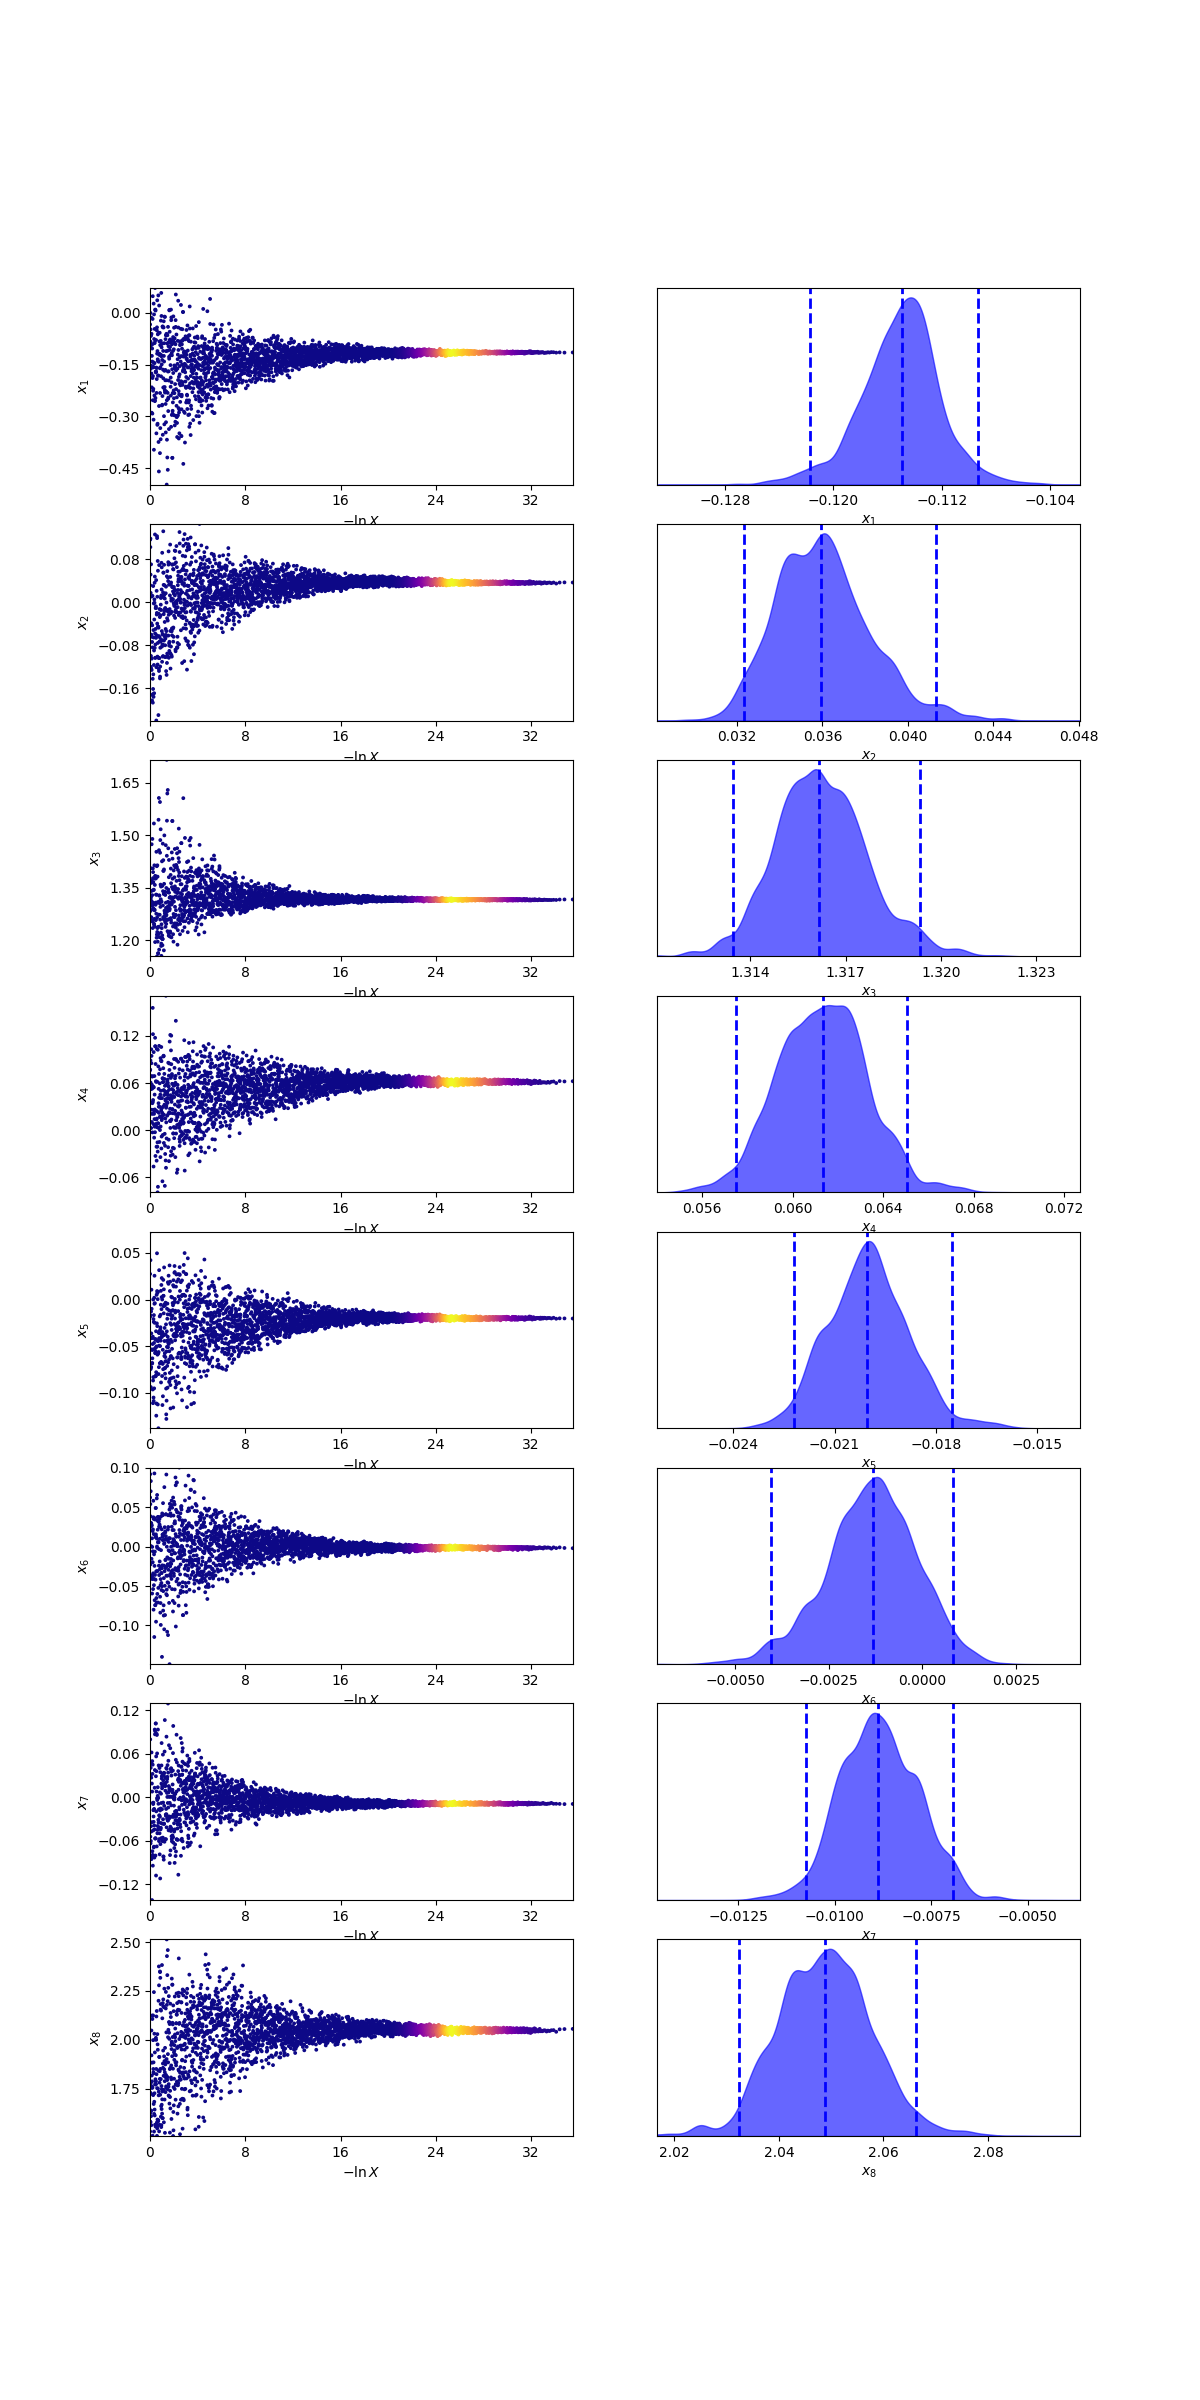 0.00
−0.15
−0.30
−0.45
x₁
0 8 16 24 32
−ln X
−0.128 −0.120 −0.112 −0.104
x₁
0.08
0.00
−0.08
−0.16
x₂
0 8 16 24 32
−ln X
0.032 0.036 0.040 0.044 0.048
x₂
1.65
1.50
1.35
1.20
x₃
0 8 16 24 32
−ln X
1.314 1.317 1.320 1.323
x₃
0.12
0.06
0.00
−0.06
x₄
0 8 16 24 32
−ln X
0.056 0.060 0.064 0.068 0.072
x₄
0.05
0.00
−0.05
−0.10
x₅
0 8 16 24 32
−ln X
−0.024 −0.021 −0.018 −0.015
x₅
0.10
0.05
0.00
−0.05
−0.10
x₆
0 8 16 24 32
−ln X
−0.0050 −0.0025 0.0000 0.0025
x₆
0.12
0.06
0.00
−0.06
−0.12
x₇
0 8 16 24 32
−ln X
−0.0125 −0.0100 −0.0075 −0.0050
x₇
2.50
2.25
2.00
1.75
x₈
0 8 16 24 32
−ln X
2.02 2.04 2.06 2.08
x₈